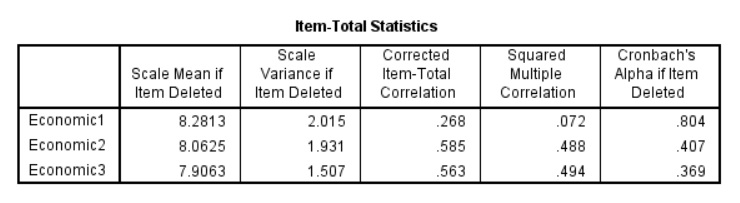 Item-Total Statistics
Scale Mean if Item Deleted
Scale Variance if Item Deleted
Corrected Item-Total Correlation
Squared Multiple Correlation
Cronbach's Alpha if Item Deleted
Economic1 8.2813 2.015 .268 .072 .804
Economic2 8.0625 1.931 .585 .488 .407
Economic3 7.9063 1.507 .563 .494 .369